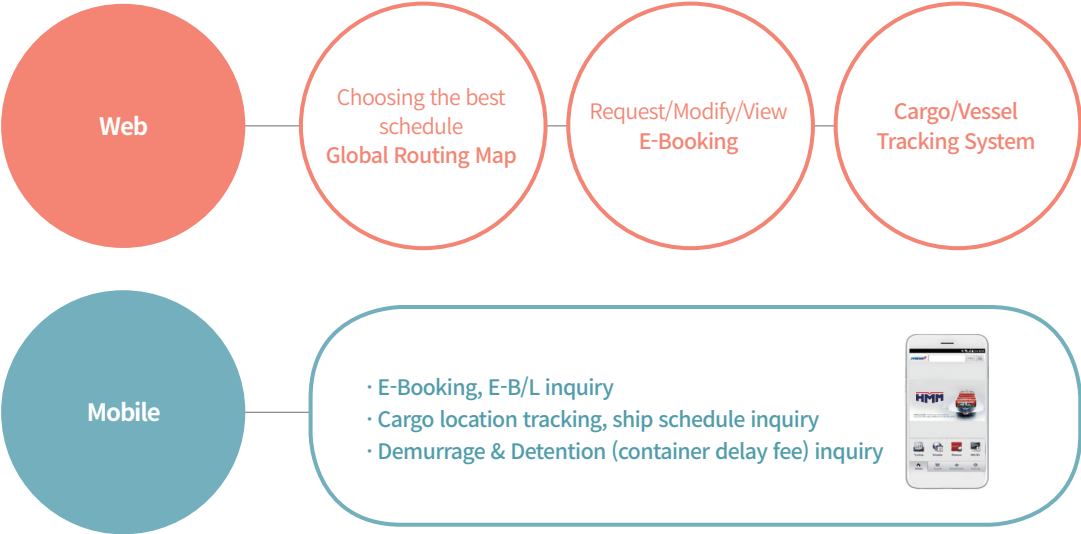 Web
Choosing the best
schedule
Global Routing Map
Request/Modify/View
E-Booking
Cargo/Vessel
Tracking System
Mobile
· E-Booking, E-B/L inquiry
· Cargo location tracking, ship schedule inquiry
· Demurrage & Detention (container delay fee) inquiry
HMM